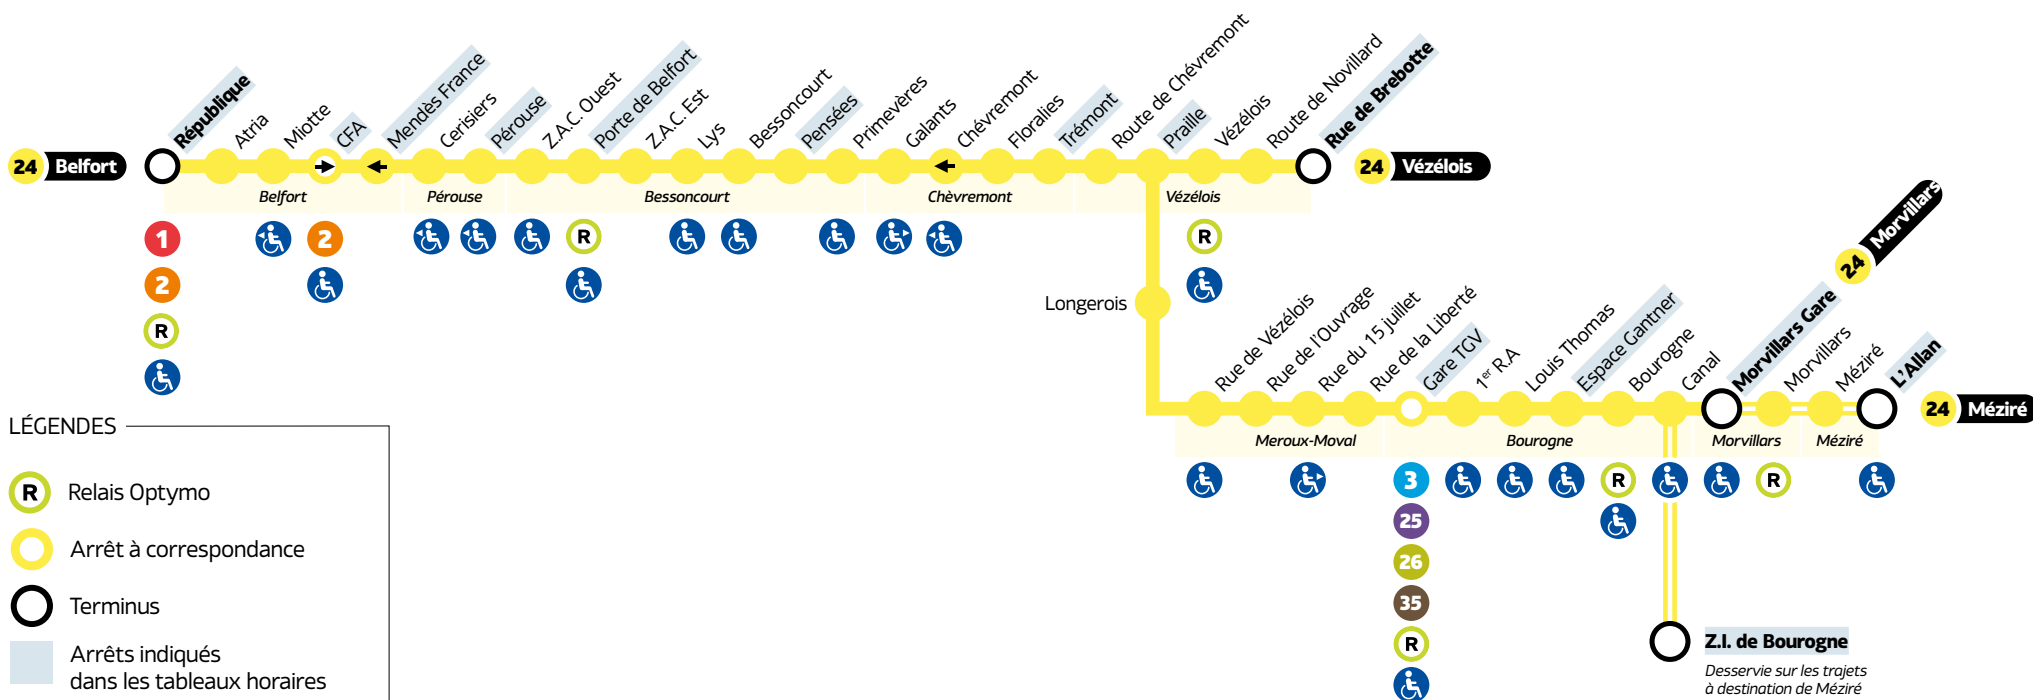 24 Belfort
République
Atria
Miotte
CFA
Mendès France
Cerisiers
Pérouse
Z.A.C. Ouest
Porte de Belfort
Z.A.C. Est
Lys
Bessoncourt
Pensées
Primevères
Galants
Chévremont
Floralies
Trémont
Route de Chévremont
Praille
Vézélois
Route de Novillard
Rue de Brebotte
24 Vézélois
Belfort
Pérouse
Bessoncourt
Chèvremont
Vézélois
1
2
R
2
R
R
Longerois
Rue de Vézélois
Rue de l'Ouvrage
Rue du 15 juillet
Rue de la Liberté
Gare TGV
1er R.A
Louis Thomas
Espace Gantner
Bourogne
Canal
Morvillars Gare
24 Morvillars
Morvillars
Méziré
L'Allan
24 Méziré
Meroux-Moval
Bourogne
Morvillars
Méziré
3
25
26
35
R
R
R
Z.I. de Bourogne
Desservie sur les trajets
à destination de Méziré
LÉGENDES
R Relais Optymo
Arrêt à correspondance
Terminus
Arrêts indiqués
dans les tableaux horaires